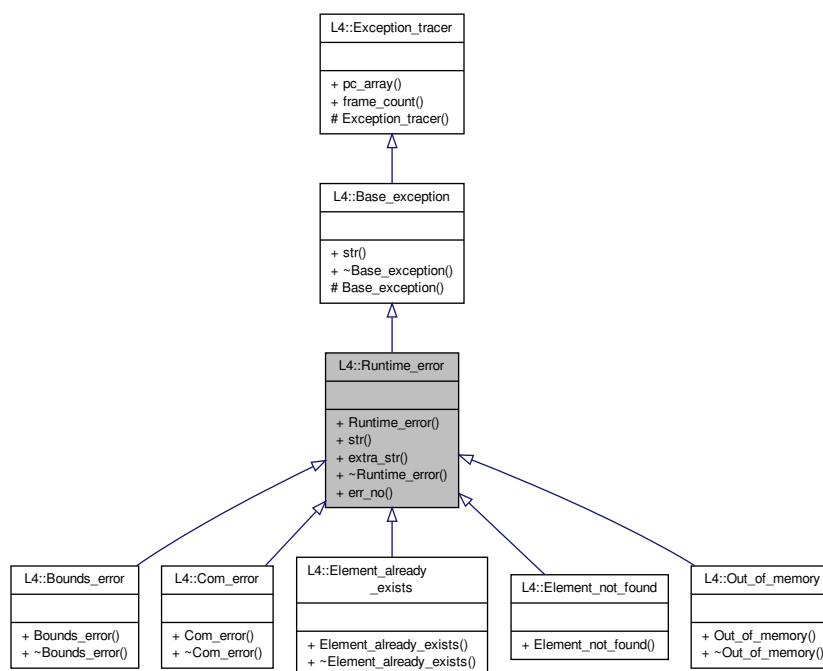 L4::Exception_tracer
+ pc_array()
+ frame_count()
# Exception_tracer()
L4::Base_exception
+ str()
+ ~Base_exception()
# Base_exception()
L4::Runtime_error
+ Runtime_error()
+ str()
+ extra_str()
+ ~Runtime_error()
+ err_no()
L4::Bounds_error
+ Bounds_error()
+ ~Bounds_error()
L4::Com_error
+ Com_error()
+ ~Com_error()
L4::Element_already
_exists
+ Element_already_exists()
+ ~Element_already_exists()
L4::Element_not_found
+ Element_not_found()
L4::Out_of_memory
+ Out_of_memory()
+ ~Out_of_memory()